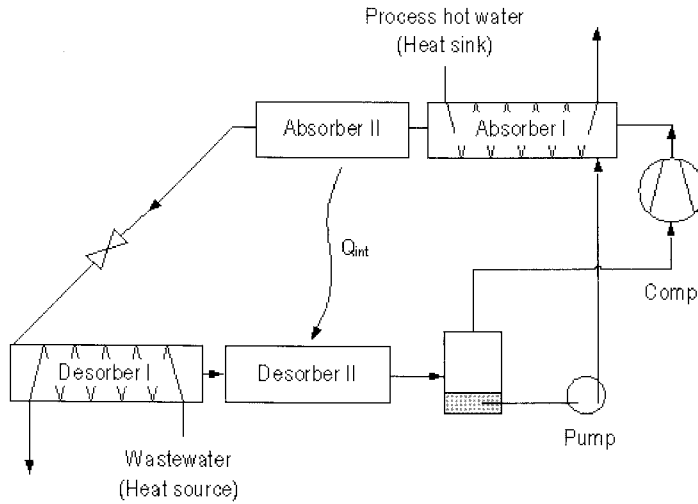 Process hot water
(Heat sink)
Absorber II
Absorber I
Qint
Comp
Desorber I
Desorber II
Pump
Wastewater
(Heat source)